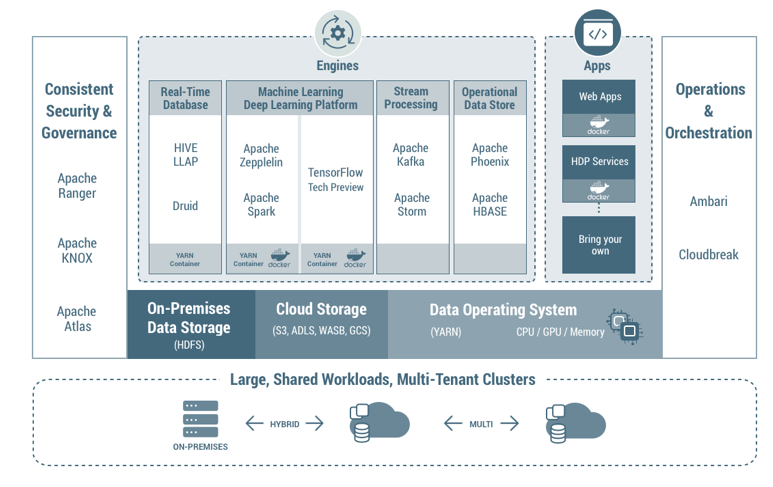 Consistent
Security &
Governance
Apache
Ranger
Apache
KNOX
Apache
Atlas
Engines
Real-Time
Database
HIVE
LLAP
Druid
YARN
Container
Machine Learning
Deep Learning Platform
Apache
Zepplelin
Apache
Spark
YARN
Container
docker
TensorFlow
Tech Preview
YARN
Container
docker
Stream
Processing
Apache
Kafka
Apache
Storm
Operational
Data Store
Apache
Phoenix
Apache
HBASE
</>
Apps
Web Apps
docker
HDP Services
docker
Bring your
own
Operations
&
Orchestration
Ambari
Cloudbreak
On-Premises
Data Storage
(HDFS)
Cloud Storage
(S3, ADLS, WASB, GCS)
Data Operating System
(YARN) CPU / GPU / Memory
Large, Shared Workloads, Multi-Tenant Clusters
ON-PREMISES
HYBRID
MULTI